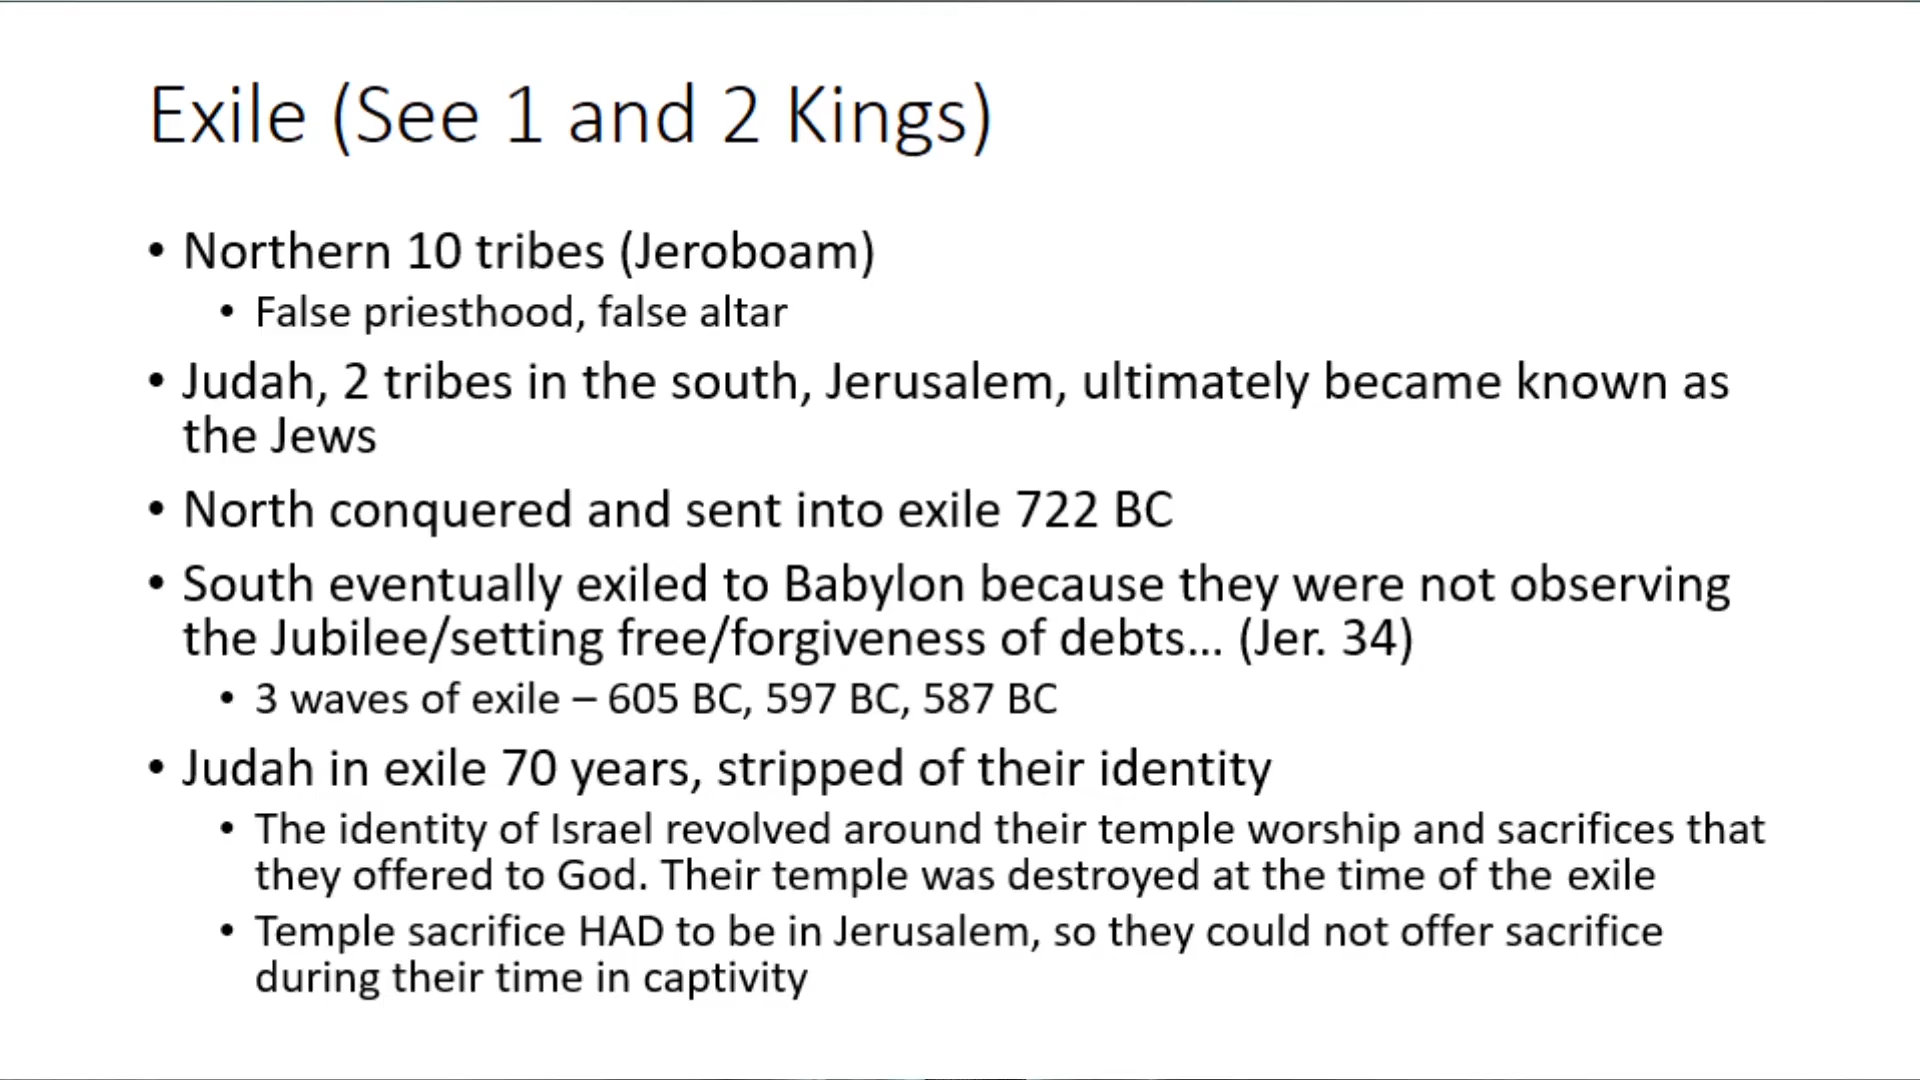 Exile (See 1 and 2 Kings)
• Northern 10 tribes (Jeroboam)
• False priesthood, false altar
• Judah, 2 tribes in the south, Jerusalem, ultimately became known as
the Jews
• North conquered and sent into exile 722 BC
• South eventually exiled to Babylon because they were not observing
the Jubilee/setting free/forgiveness of debts... (Jer. 34)
• 3 waves of exile – 605 BC, 597 BC, 587 BC
• Judah in exile 70 years, stripped of their identity
• The identity of Israel revolved around their temple worship and sacrifices that
they offered to God. Their temple was destroyed at the time of the exile
• Temple sacrifice HAD to be in Jerusalem, so they could not offer sacrifice
during their time in captivity